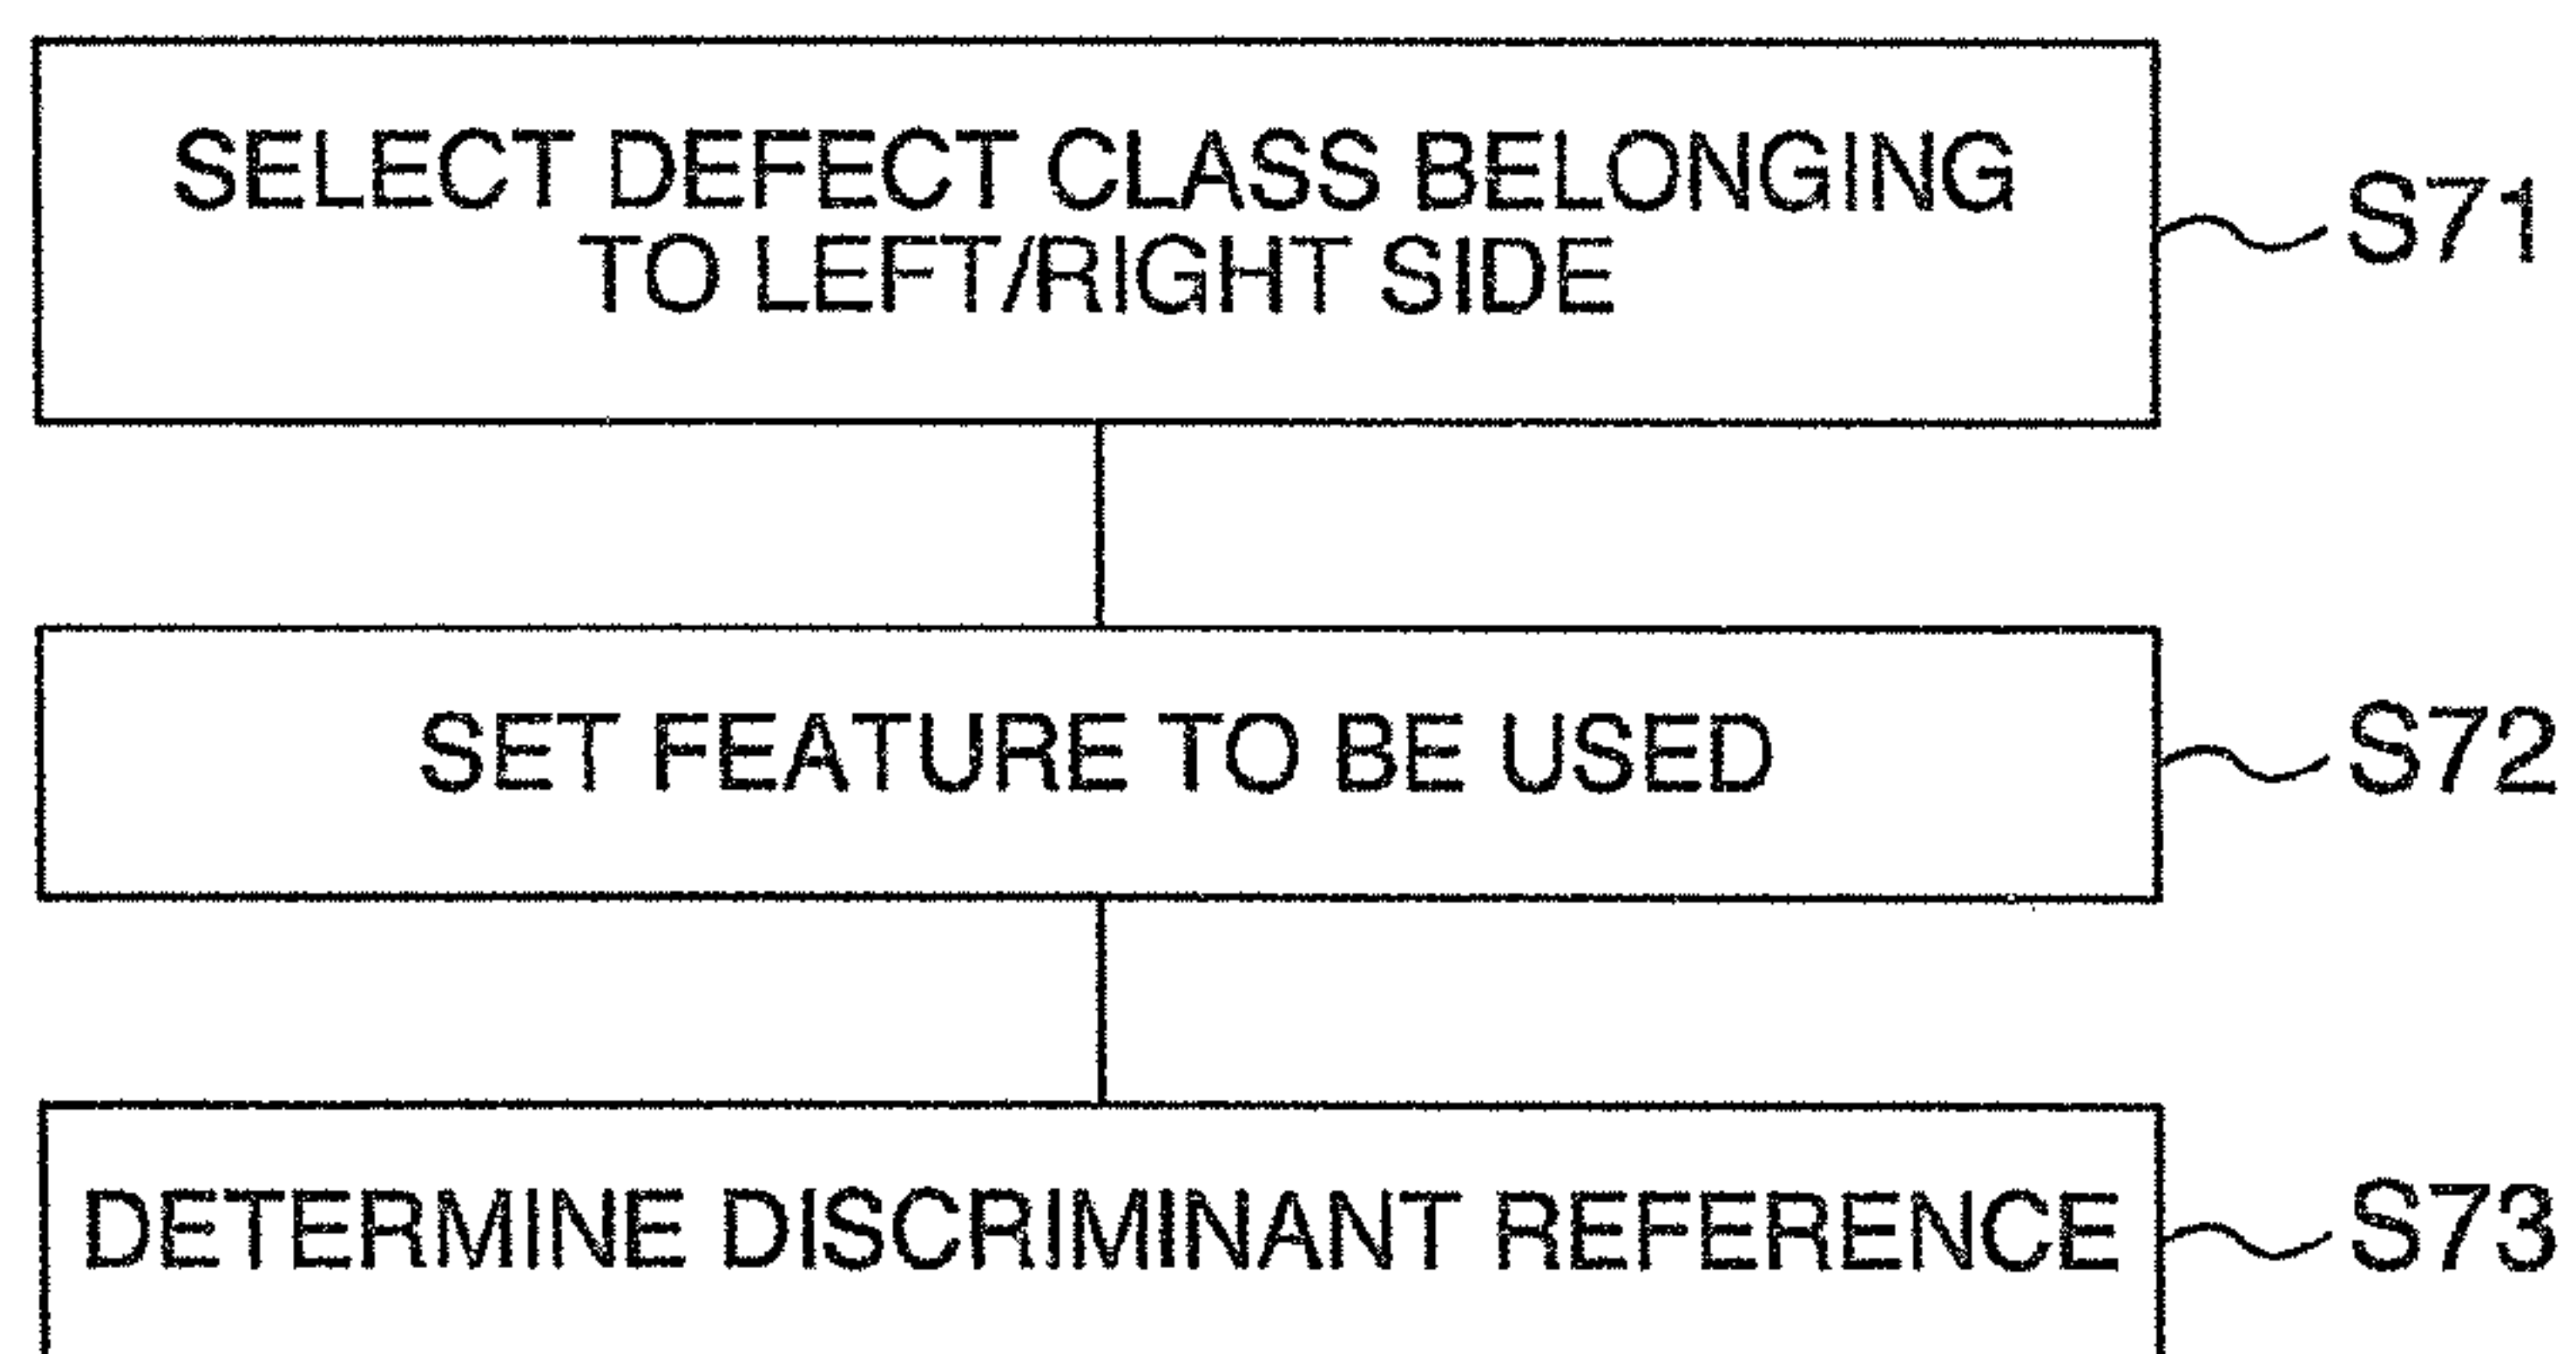 SELECT DEFECT CLASS BELONGING
TO LEFT/RIGHT SIDE
S71
SET FEATURE TO BE USED
S72
DETERMINE DISCRIMINANT REFERENCE
S73